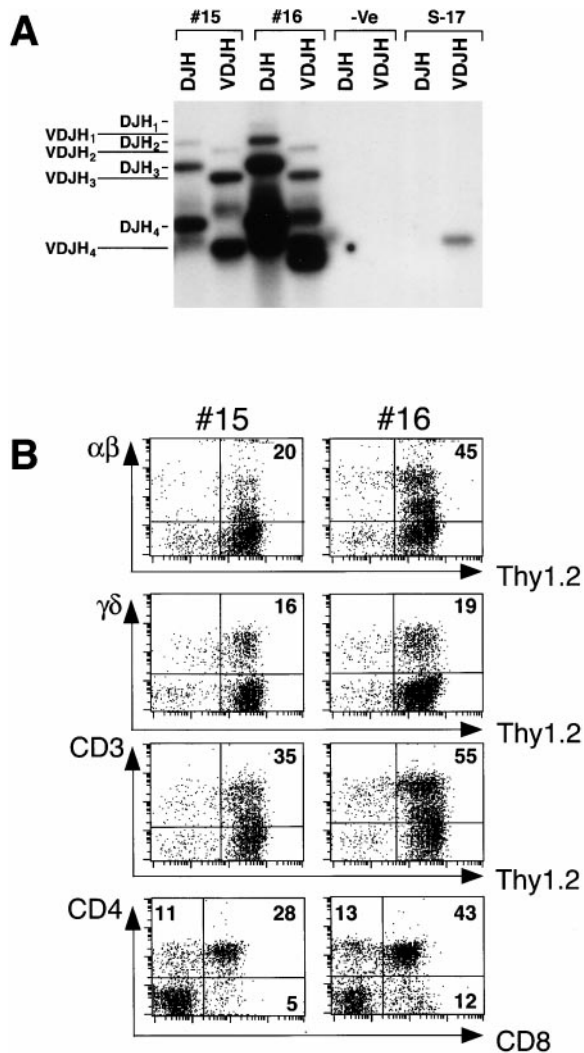 A
#15 #16 -Ve S-17
DJH VDJH DJH VDJH DJH VDJH DJH VDJH
DJH1
VDJH1
DJH2
VDJH2
DJH3
VDJH3
DJH4
VDJH4
B
#15 #16
αβ 20 45
Thy1.2
γδ 16 19
Thy1.2
CD3 35 55
Thy1.2
CD4 11 28 13 43
5 12
CD8